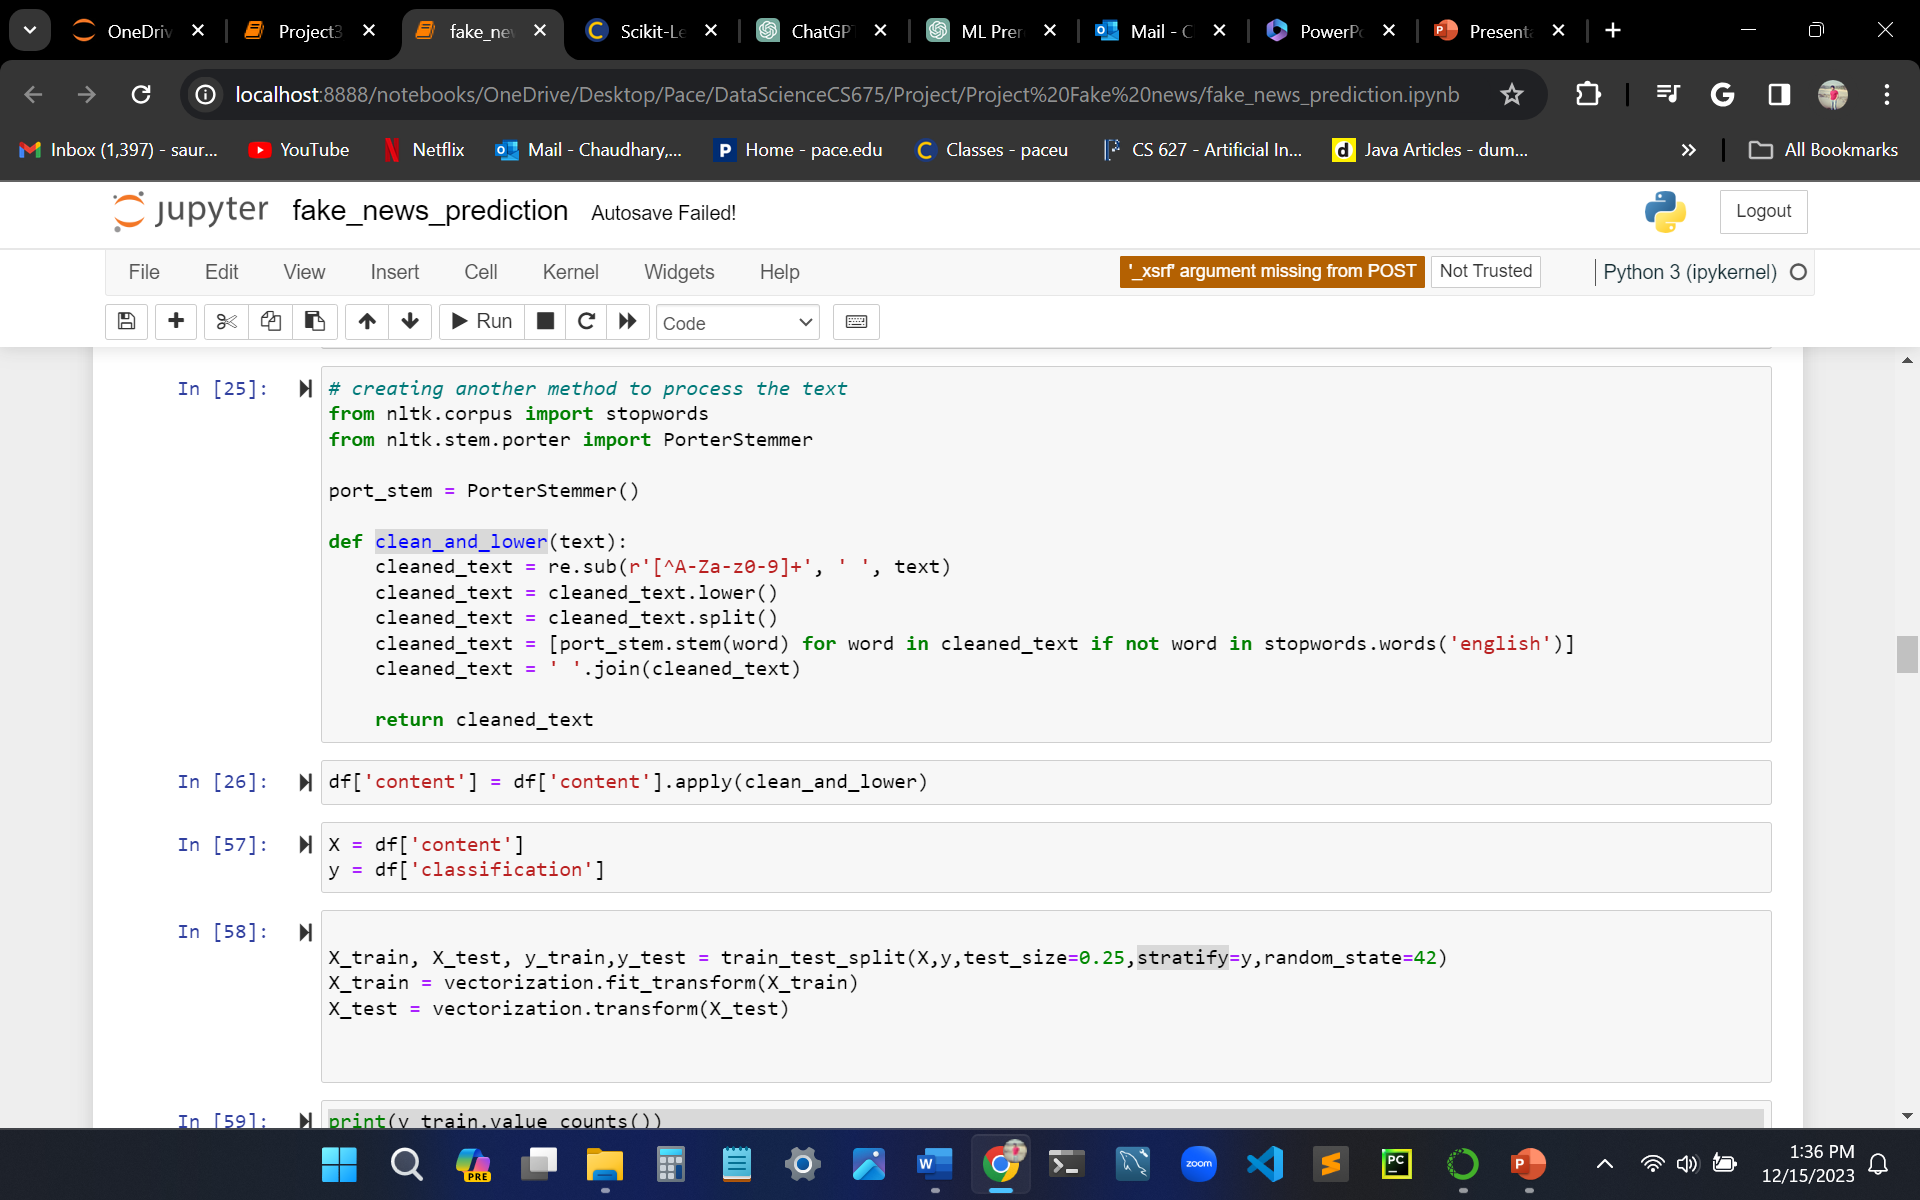 OneDriv
Project3
fake_nev
Scikit-Le
ChatGP
ML Prer
Mail - C
PowerPo
Presenta
localhost:8888/notebooks/OneDrive/Desktop/Pace/DataScienceCS675/Project/Project%20Fake%20news/fake_news_prediction.ipynb
Inbox (1,397) - saur...
YouTube
Netflix
Mail - Chaudhary,...
Home - pace.edu
Classes - paceu
CS 627 - Artificial In...
Java Articles - dum...
All Bookmarks
jupyter fake_news_prediction Autosave Failed!
Logout
File Edit View Insert Cell Kernel Widgets Help
'_xsrf' argument missing from POST
Not Trusted
Python 3 (ipykernel)
Run
Code
In [25]:
# creating another method to process the text
from nltk.corpus import stopwords
from nltk.stem.porter import PorterStemmer
port_stem = PorterStemmer()
def clean_and_lower(text):
cleaned_text = re.sub(r'[^A-Za-z0-9]+', ' ', text)
cleaned_text = cleaned_text.lower()
cleaned_text = cleaned_text.split()
cleaned_text = [port_stem.stem(word) for word in cleaned_text if not word in stopwords.words('english')]
cleaned_text = ' '.join(cleaned_text)
return cleaned_text
In [26]:
df['content'] = df['content'].apply(clean_and_lower)
In [57]:
X = df['content']
y = df['classification']
In [58]:
X_train, X_test, y_train,y_test = train_test_split(X,y,test_size=0.25,stratify=y,random_state=42)
X_train = vectorization.fit_transform(X_train)
X_test = vectorization.transform(X_test)
In [59]:
print(y_train.value_counts())
PRE
zoom
PC
1:36 PM
12/15/2023